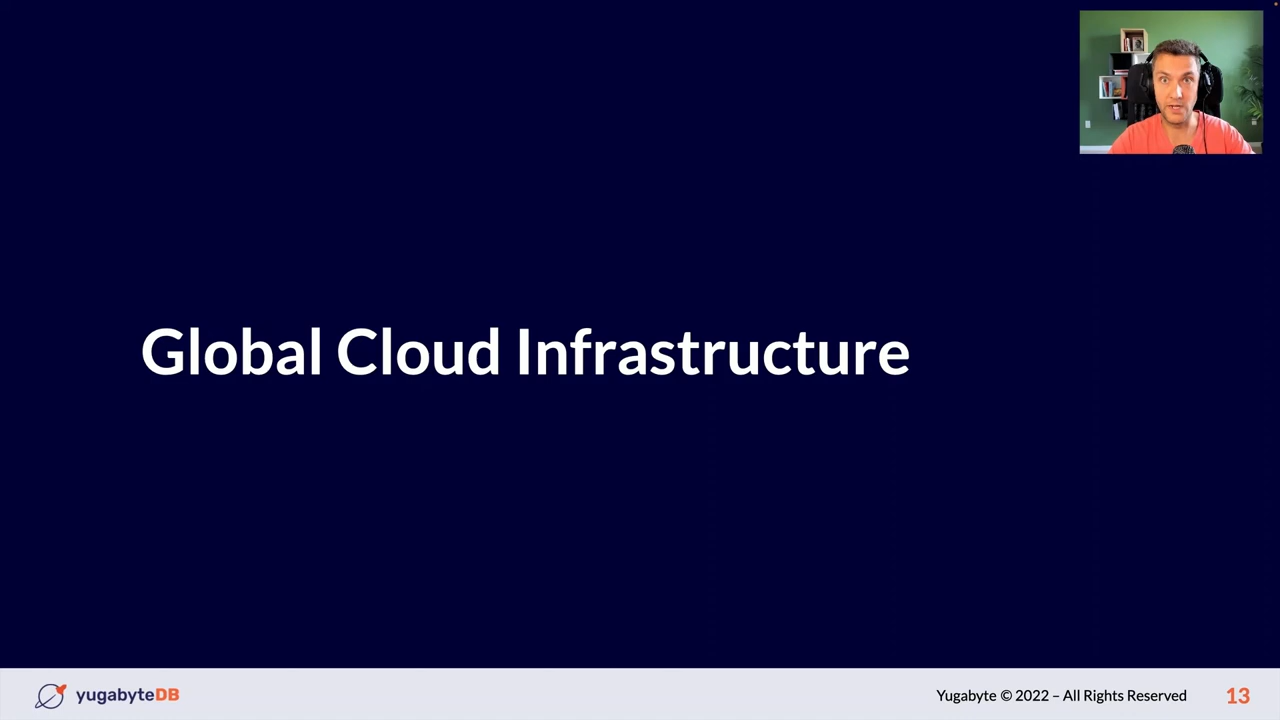 Global Cloud Infrastructure
yugabyteDB
Yugabyte © 2022 – All Rights Reserved
13